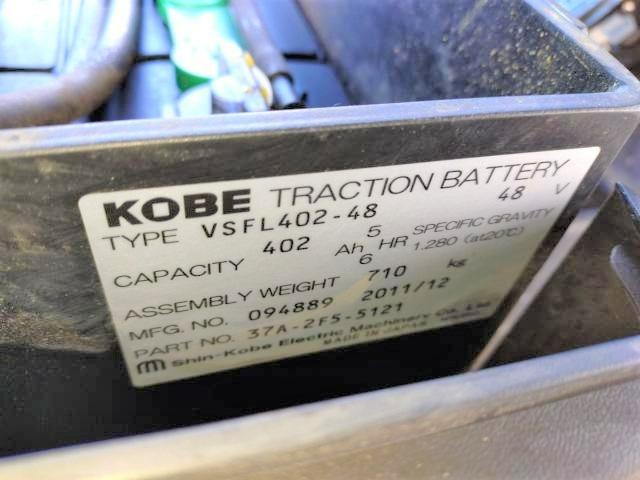 KOBE TRACTION BATTERY
TYPE VSFL402-48 48 V
CAPACITY 402 Ah 5 HR SPECIFIC GRAVITY 1.280 (at20℃)
ASSEMBLY WEIGHT 6 710 kg
MFG. NO. 094889 2011/12
PART NO. 37A-2F5-5121
Shin-Kobe Electric Machinery Co., Ltd.
MADE IN JAPAN